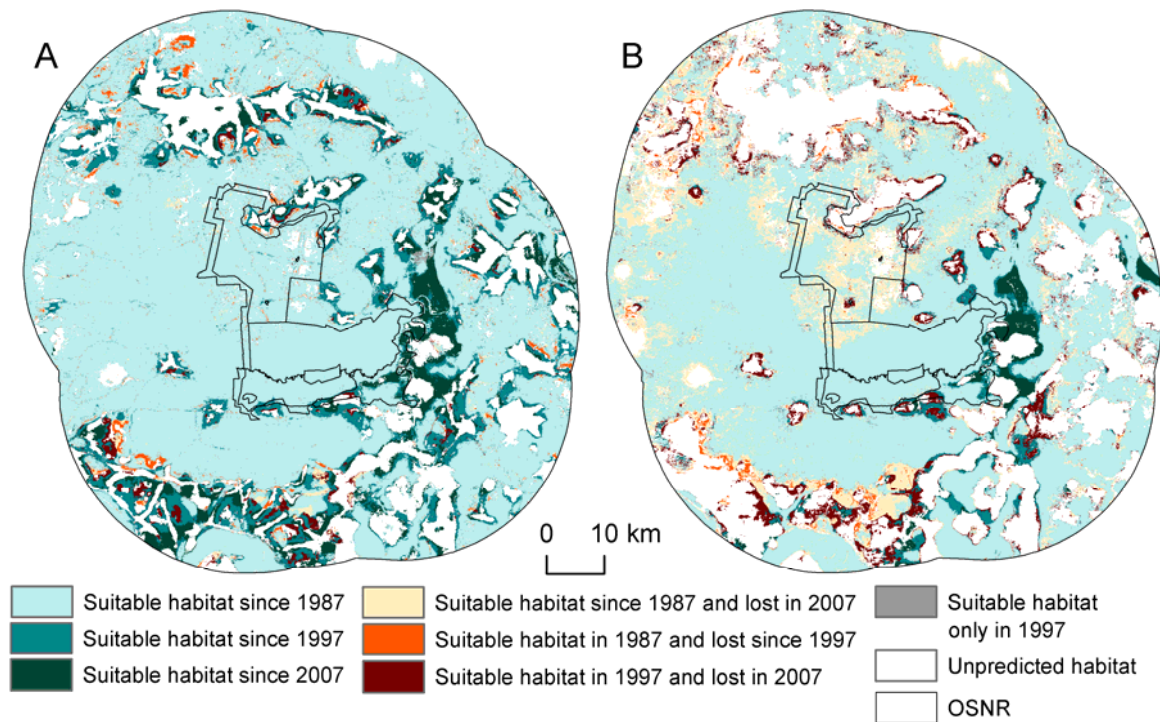 A
B
0 10 km
Suitable habitat since 1987
Suitable habitat since 1997
Suitable habitat since 2007
Suitable habitat since 1987 and lost in 2007
Suitable habitat in 1987 and lost since 1997
Suitable habitat in 1997 and lost in 2007
Suitable habitat
only in 1997
Unpredicted habitat
OSNR